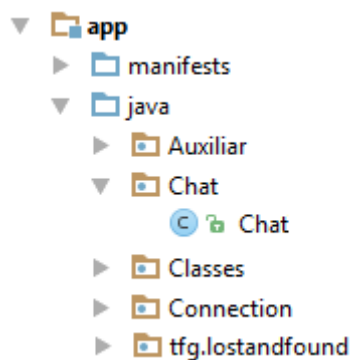 app
manifests
java
Auxiliar
Chat
C Chat
Classes
Connection
tfg.lostandfound